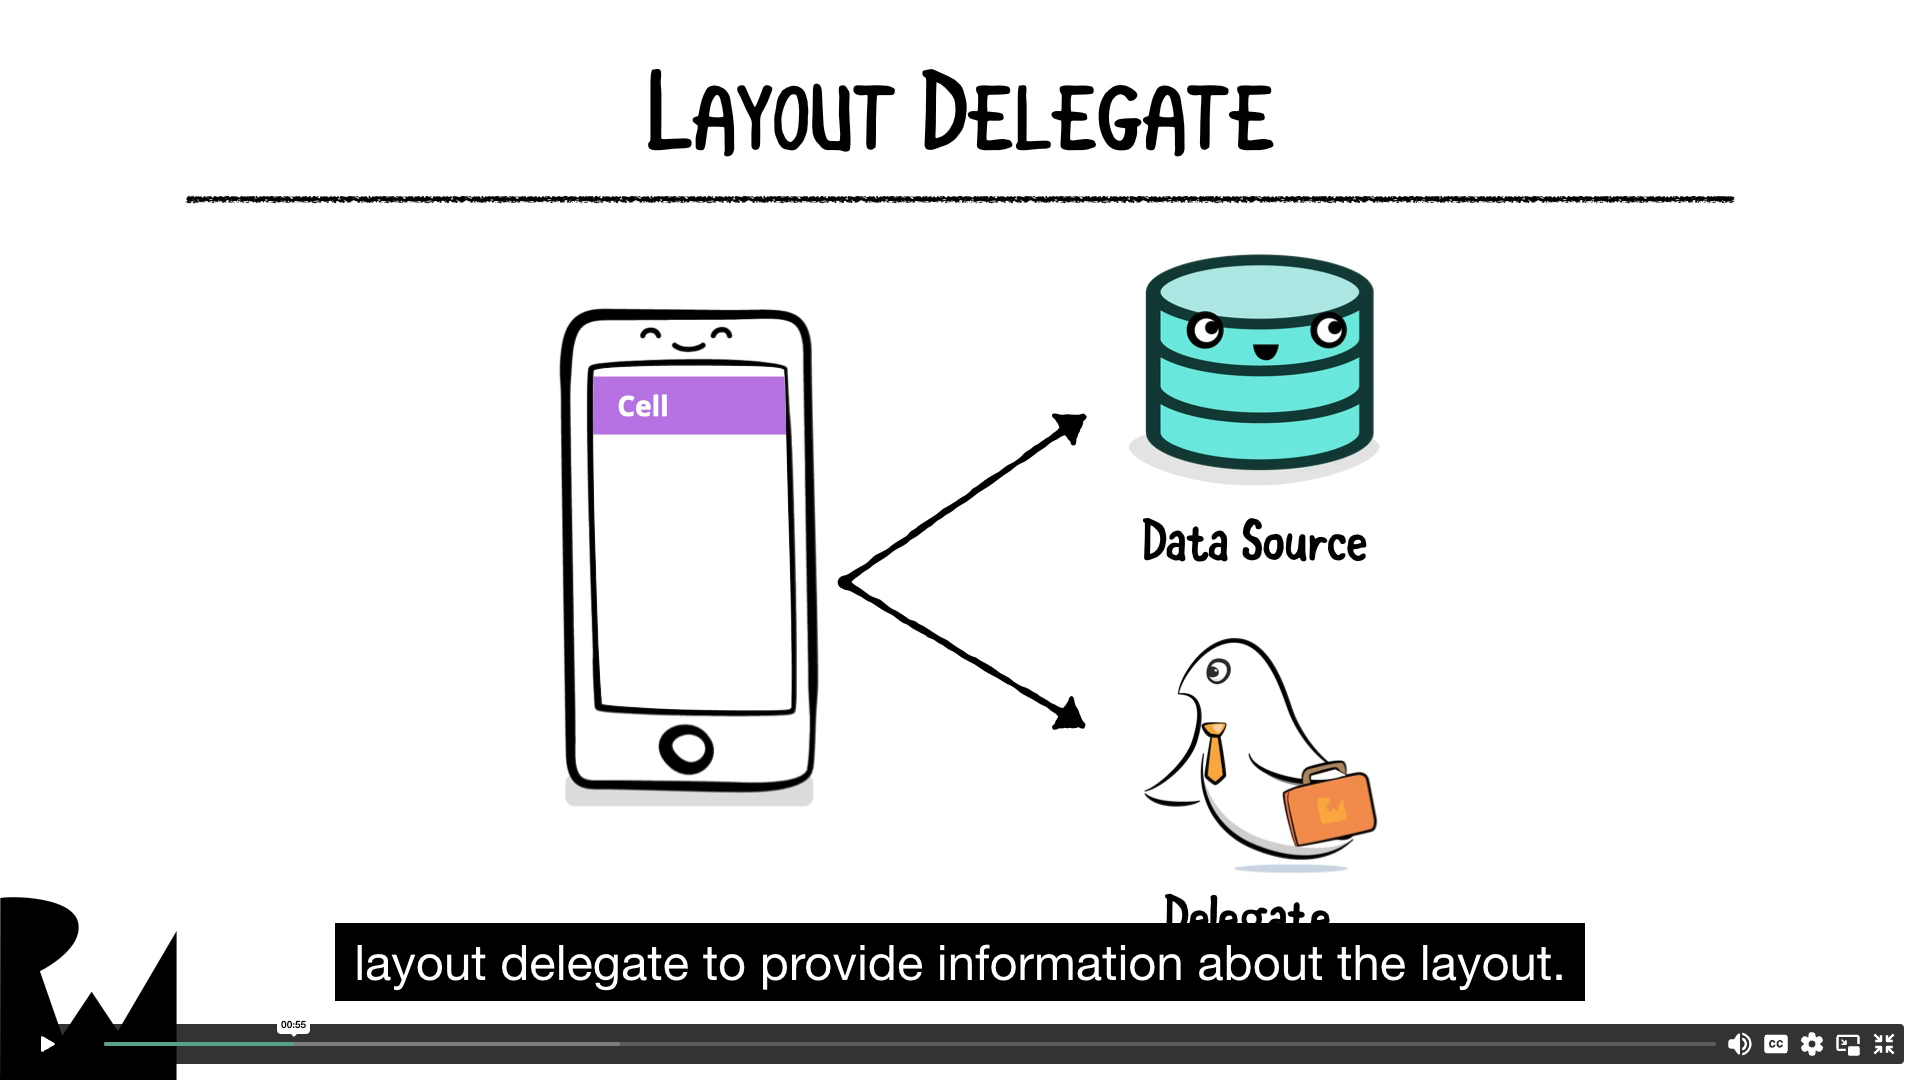 LAYOUT DELEGATE
Cell
Data Source
Delegate
layout delegate to provide information about the layout.
00:55
CC